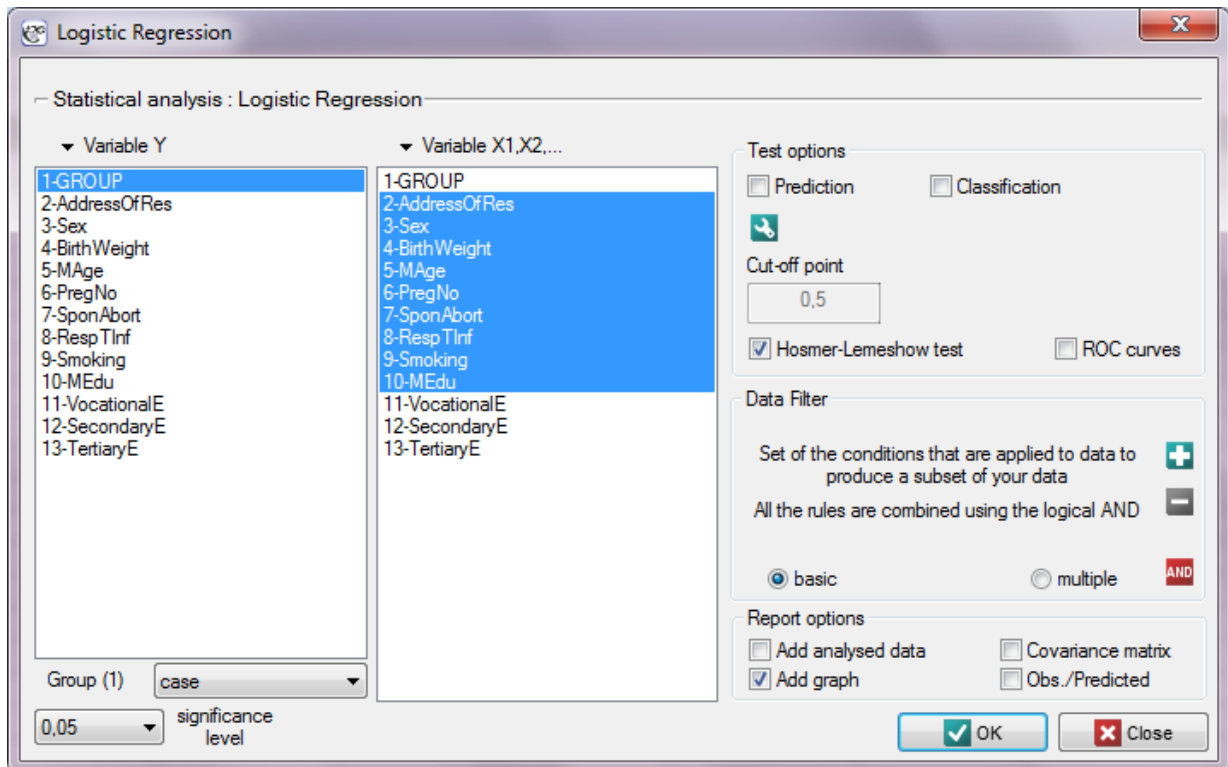 Logistic Regression
Statistical analysis : Logistic Regression
Variable Y
1-GROUP
2-AddressOfRes
3-Sex
4-BirthWeight
5-MAge
6-PregNo
7-SponAbort
8-RespTInf
9-Smoking
10-MEdu
11-VocationalE
12-SecondaryE
13-TertiaryE
Group (1) case
0,05 significance level
Variable X1,X2,...
1-GROUP
2-AddressOfRes
3-Sex
4-BirthWeight
5-MAge
6-PregNo
7-SponAbort
8-RespTInf
9-Smoking
10-MEdu
11-VocationalE
12-SecondaryE
13-TertiaryE
Test options
Prediction Classification
Cut-off point
0,5
Hosmer-Lemeshow test ROC curves
Data Filter
Set of the conditions that are applied to data to
produce a subset of your data
All the rules are combined using the logical AND
basic multiple AND
Report options
Add analysed data Covariance matrix
Add graph Obs./Predicted
OK Close